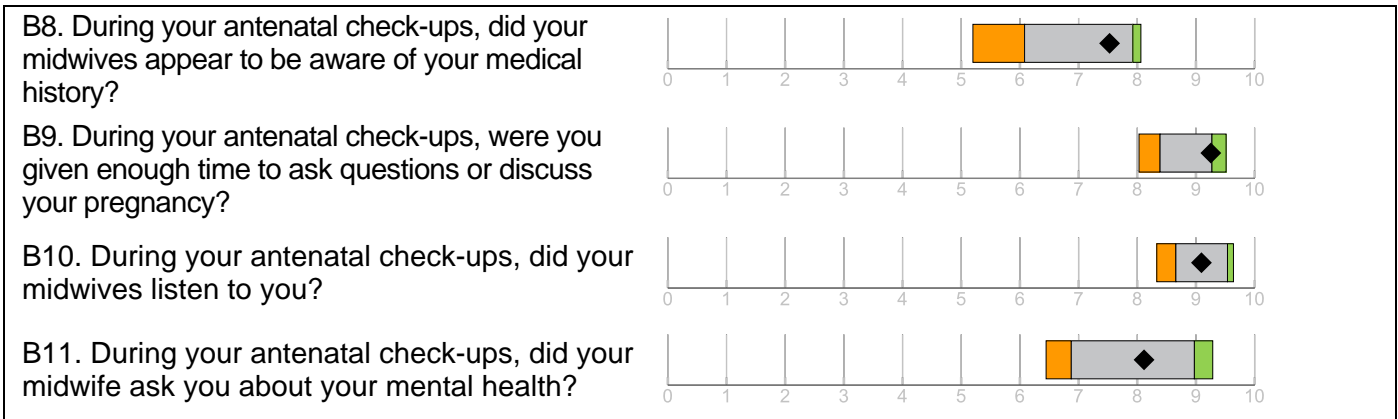 B8. During your antenatal check-ups, did your
midwives appear to be aware of your medical
history?
0 1 2 3 4 5 6 7 8 9 10
B9. During your antenatal check-ups, were you
given enough time to ask questions or discuss
your pregnancy?
0 1 2 3 4 5 6 7 8 9 10
B10. During your antenatal check-ups, did your
midwives listen to you?
0 1 2 3 4 5 6 7 8 9 10
B11. During your antenatal check-ups, did your
midwife ask you about your mental health?
0 1 2 3 4 5 6 7 8 9 10